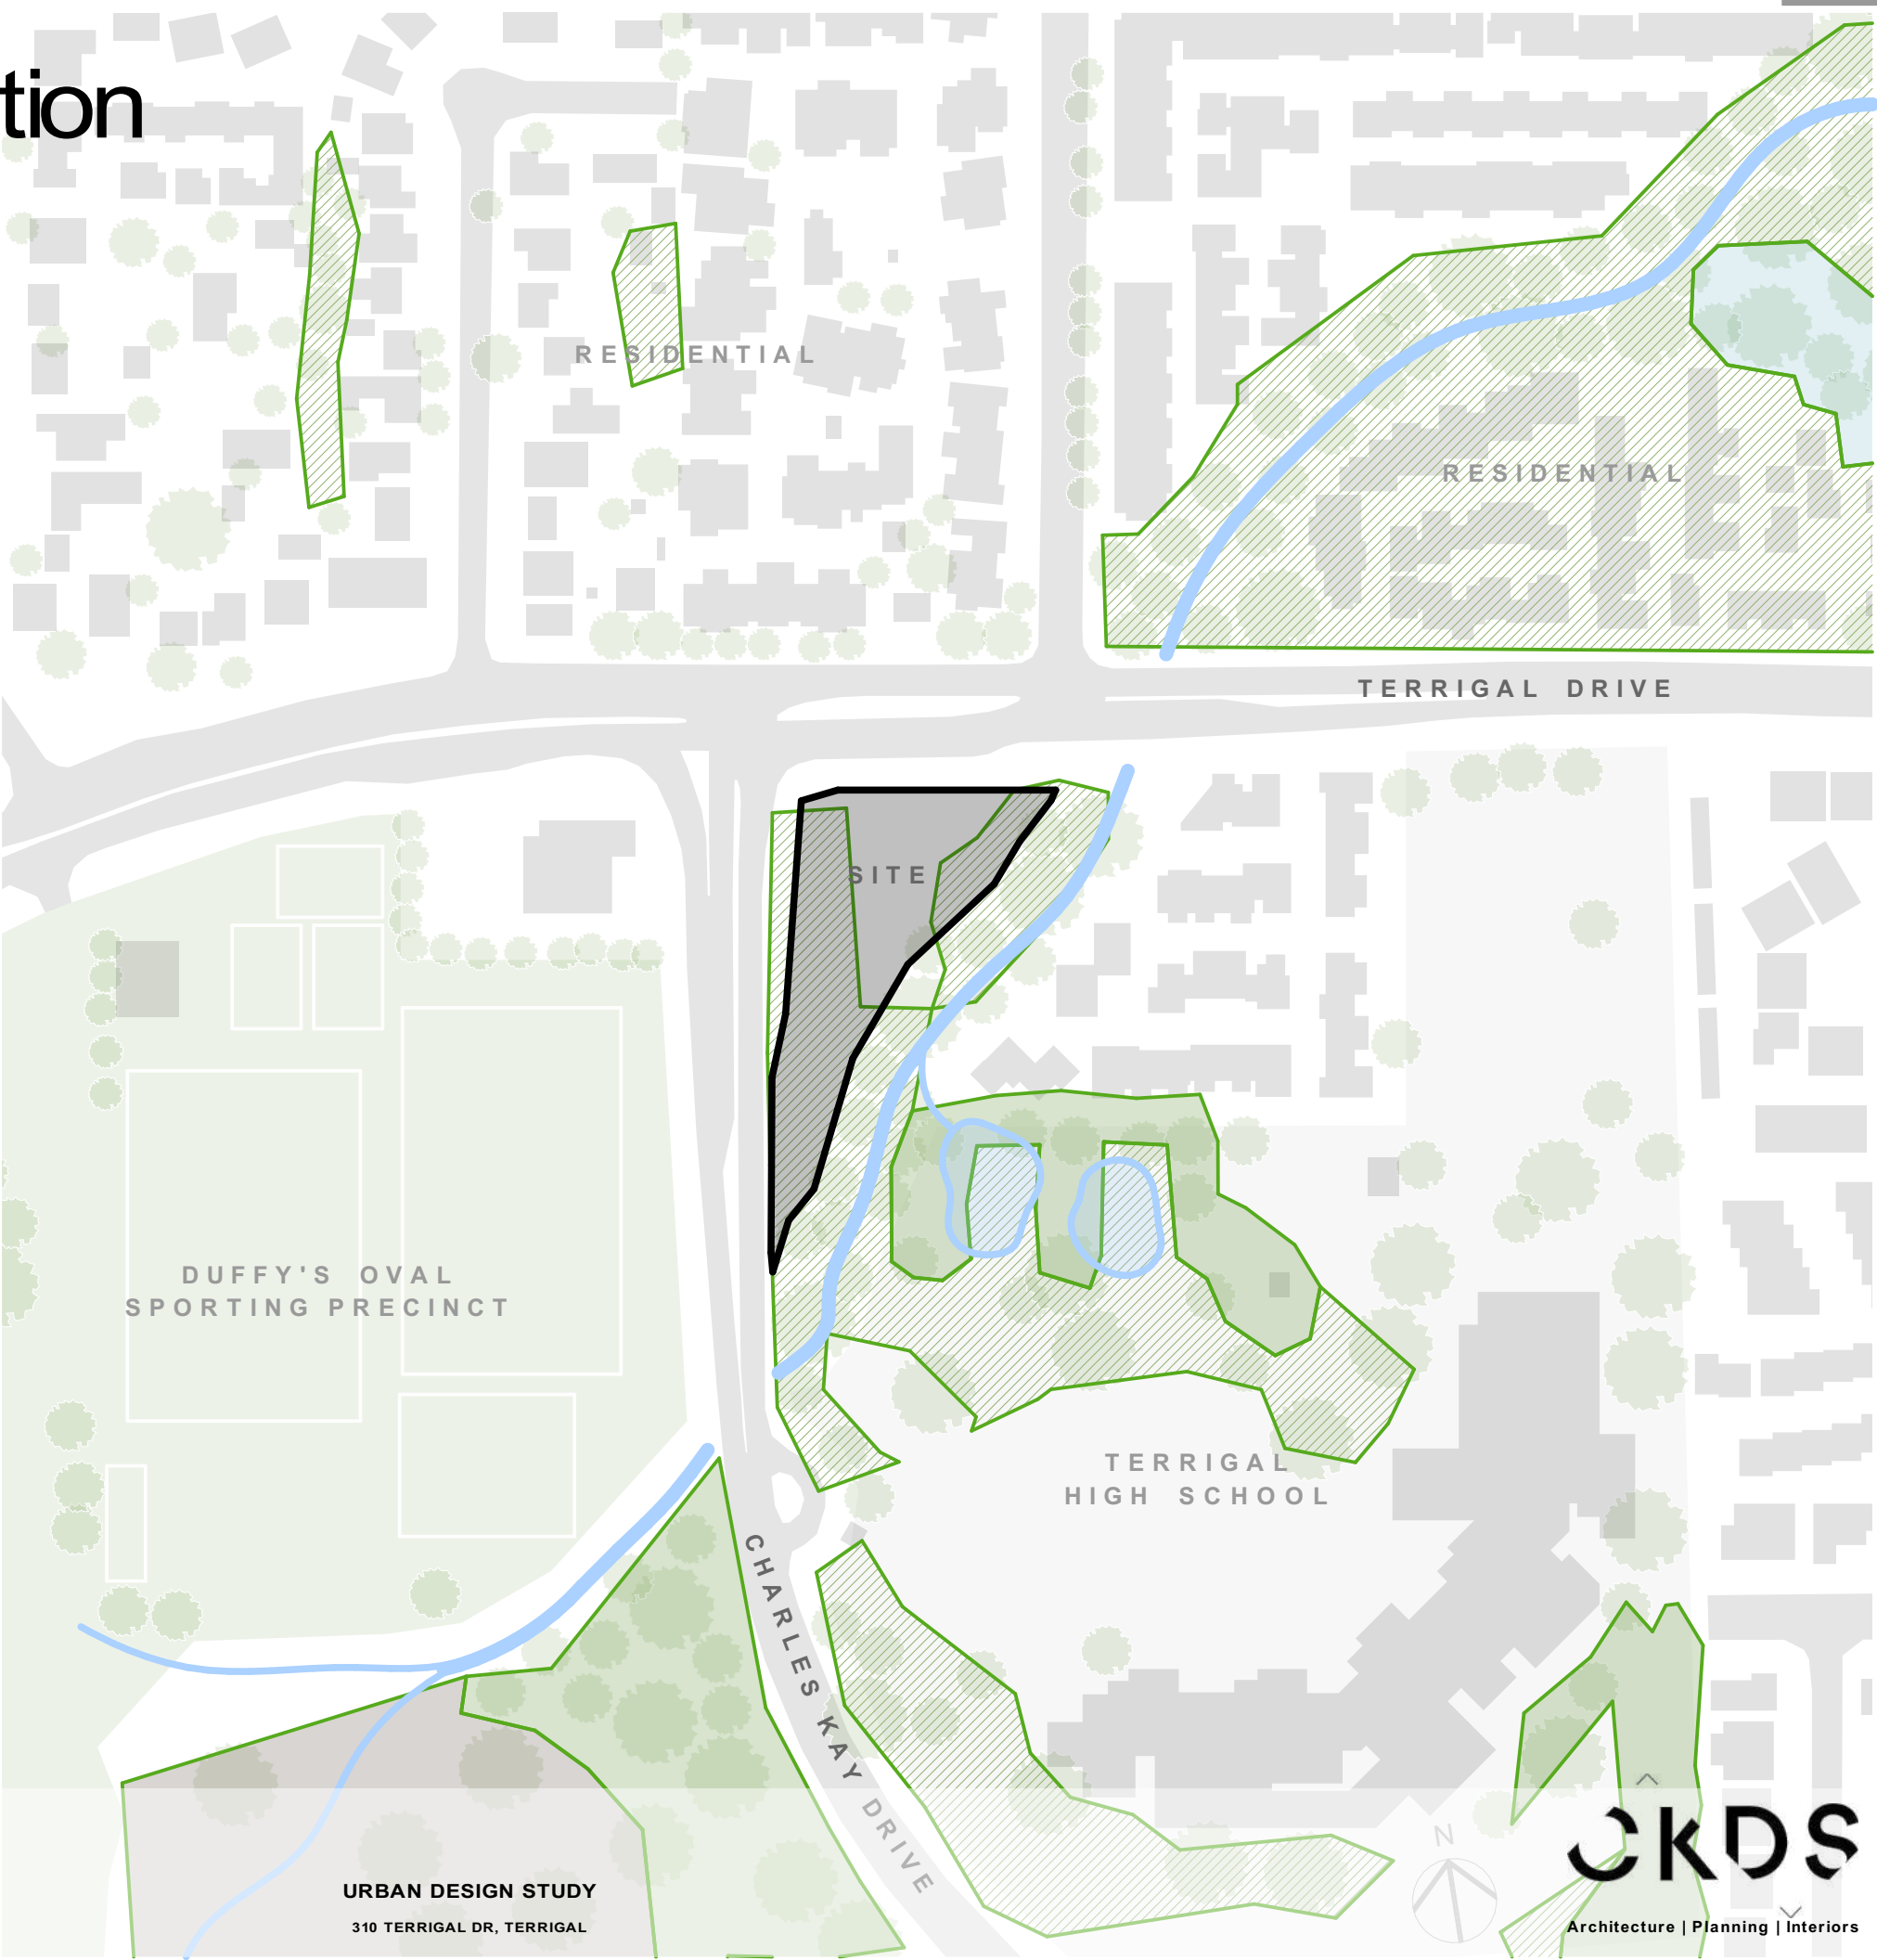 tion
RESIDENTIAL
RESIDENTIAL
TERRIGAL DRIVE
SITE
DUFFY'S OVAL
SPORTING PRECINCT
TERRIGAL
HIGH SCHOOL
CHARLES KAY DRIVE
N
URBAN DESIGN STUDY
310 TERRIGAL DR, TERRIGAL
CKDS
Architecture | Planning | Interiors